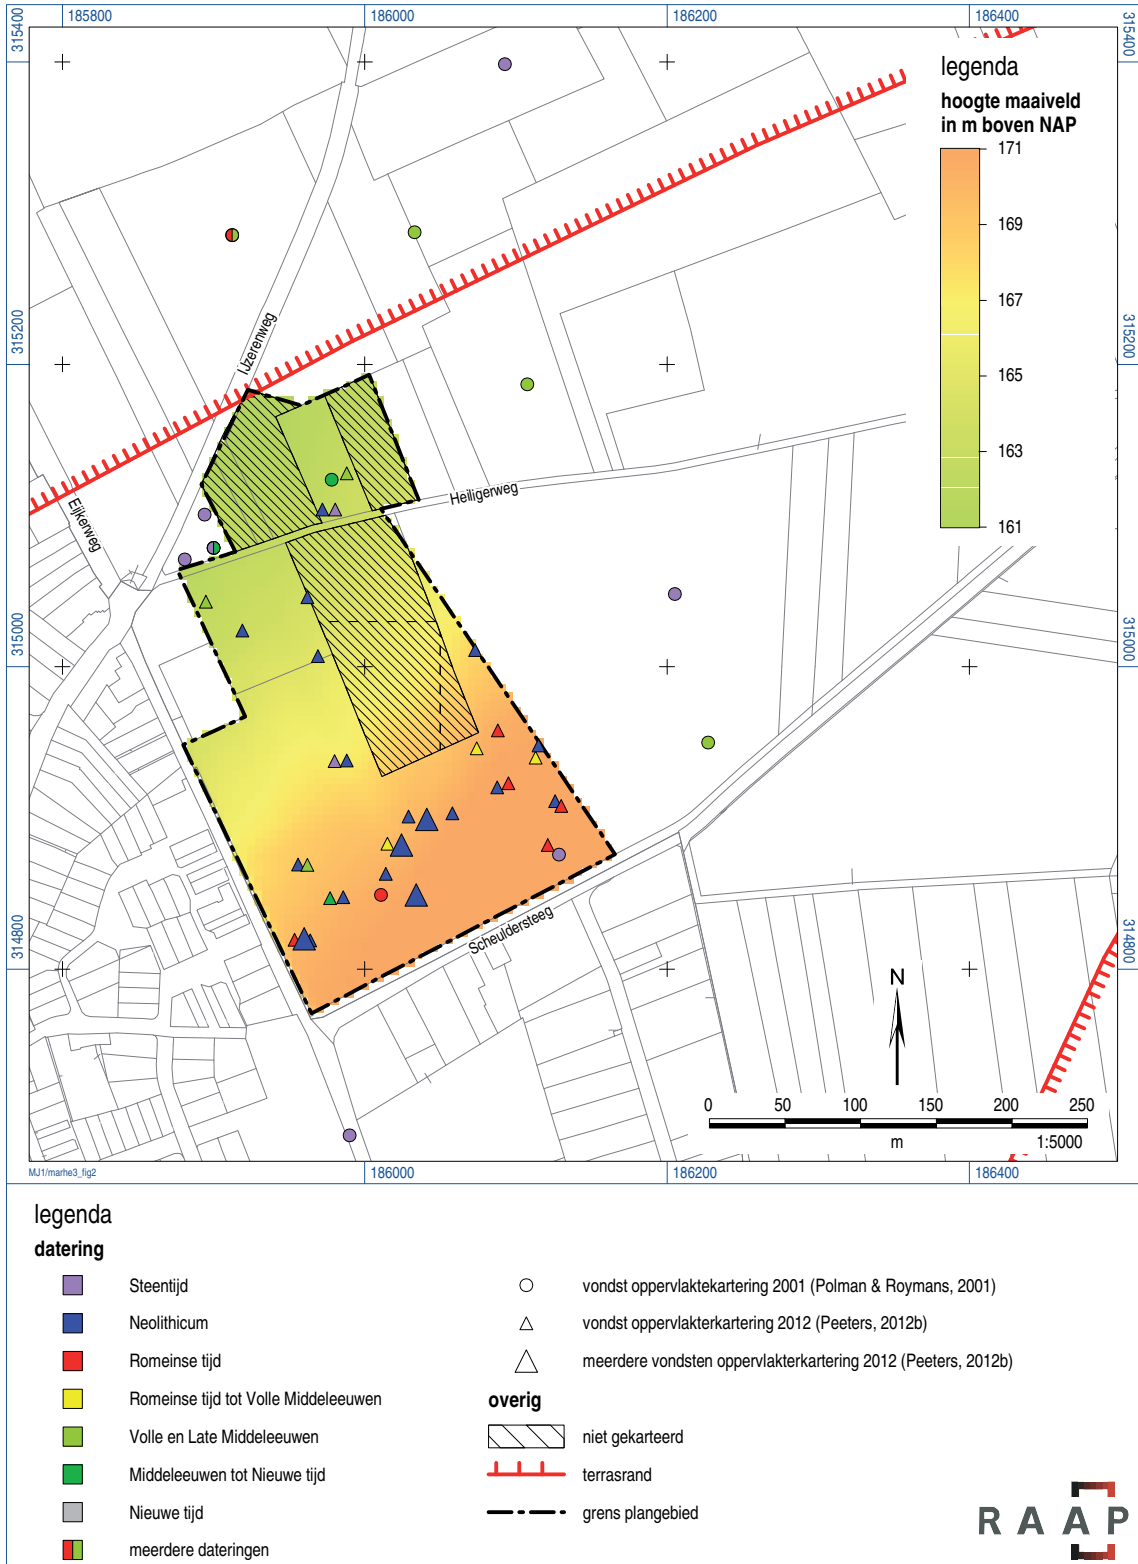 185800
186000
186200
186400
315400
315400
legenda
hoogte maaiveld
in m boven NAP
171
169
167
165
163
161
IJzerenweg
315200
315200
Heiligerweg
Eijkerweg
315000
315000
Scheuldersteeg
314800
314800
N
0 50 100 150 200 250
m 1:5000
MJ1/marhe3_fig2
186000
186200
186400
legenda
datering
Steentijd
Neolithicum
Romeinse tijd
Romeinse tijd tot Volle Middeleeuwen
Volle en Late Middeleeuwen
Middeleeuwen tot Nieuwe tijd
Nieuwe tijd
meerdere dateringen
vondst oppervlaktekartering 2001 (Polman & Roymans, 2001)
vondst oppervlakterkartering 2012 (Peeters, 2012b)
meerdere vondsten oppervlakterkartering 2012 (Peeters, 2012b)
overig
niet gekarteerd
terrasrand
grens plangebied
RAAP